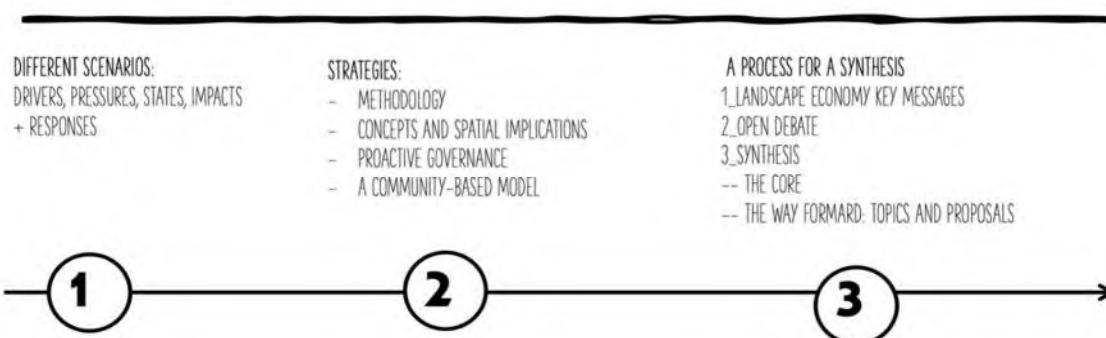 DIFFERENT SCENARIOS:
DRIVERS, PRESSURES, STATES, IMPACTS
+ RESPONSES
STRATEGIES:
- METHODOLOGY
- CONCEPTS AND SPATIAL IMPLICATIONS
- PROACTIVE GOVERNANCE
- A COMMUNITY-BASED MODEL
A PROCESS FOR A SYNTHESIS
1_LANDSCAPE ECONOMY KEY MESSAGES
2_OPEN DEBATE
3_SYNTHESIS
-- THE CORE
-- THE WAY FORWARD: TOPICS AND PROPOSALS
1
2
3